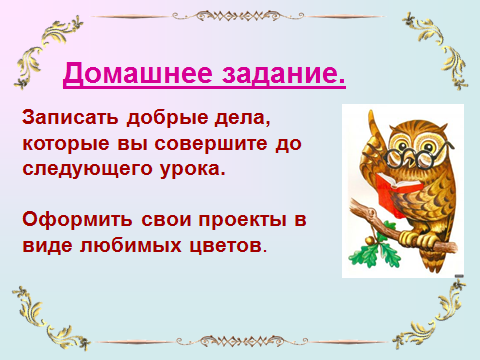 Домашнее задание.
Записать добрые дела,
которые вы совершите до
следующего урока.
Оформить свои проекты в
виде любимых цветов.